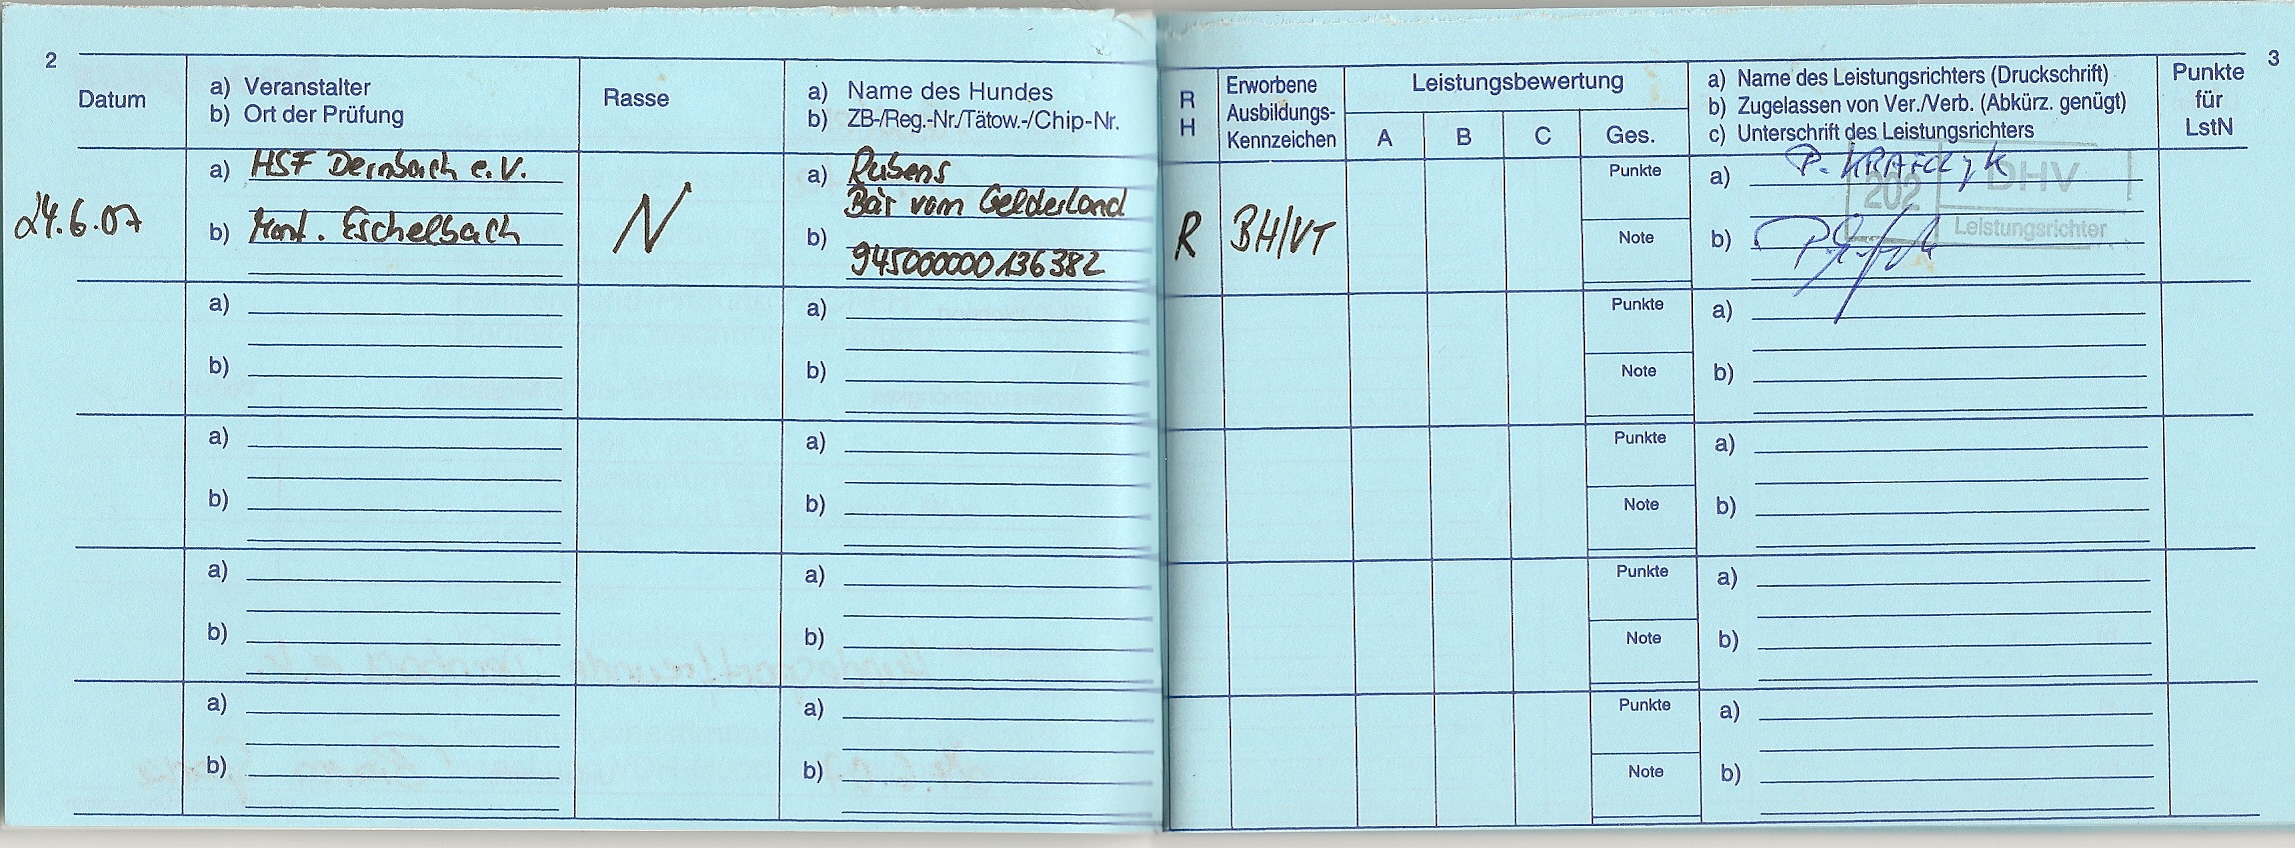 2
Datum
a) Veranstalter
b) Ort der Prüfung
Rasse
a) Name des Hundes
b) ZB-/Reg.-Nr./Tätow.-/Chip-Nr.
24.6.07
a) HSF Dernbach e.V.
b) Mont. Eschelbach
N
a) Rubens
Bär vom Gelderland
b)
945000000136382
a)
b)
a)
b)
a)
b)
a)
b)
a)
b)
a)
b)
a)
b)
a)
b)
3
R
H
Erworbene
Ausbildungs-
Kennzeichen
Leistungsbewertung
A B C Ges.
a) Name des Leistungsrichters (Druckschrift)
b) Zugelassen von Ver./Verb. (Abkürz. genügt)
c) Unterschrift des Leistungsrichters
Punkte
für
LstN
R
BH/VT
Punkte
Note
a) P. KRAFCZYK
202 DHV
Leistungsrichter
b)
Punkte
Note
a)
b)
Punkte
Note
a)
b)
Punkte
Note
a)
b)
Punkte
Note
a)
b)